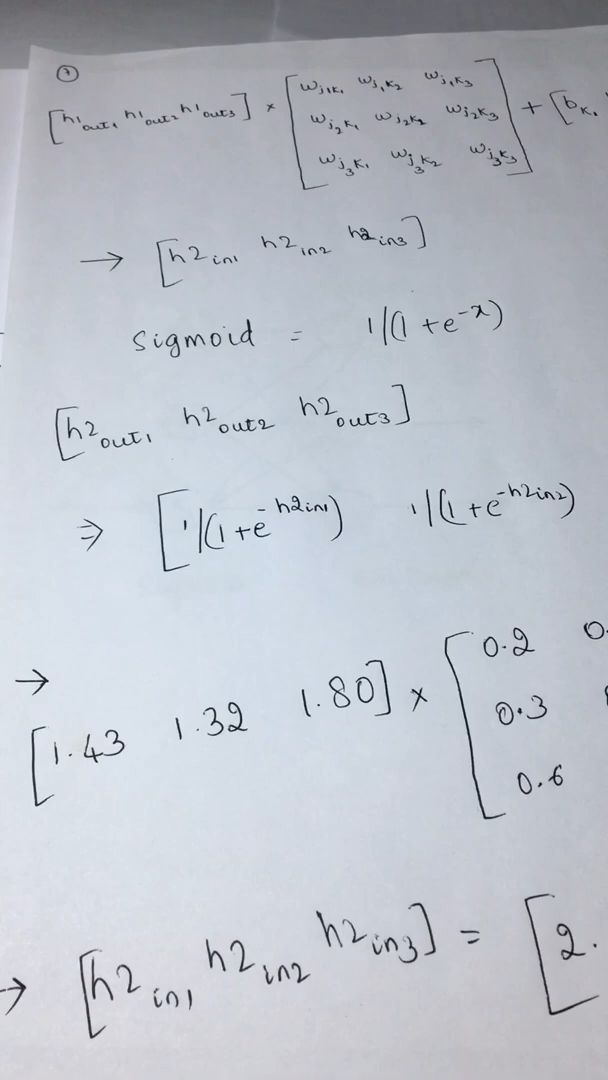 7
[h1out1 h1out2 h1out3] × [wj1k1 wj1k2 wj1k3
wj2k1 wj2k2 wj2k3
wj3k1 wj3k2 wj3k3] + [bk1
→ [h2in1 h2in2 h2in3]
Sigmoid = 1/(1+e^-x)
[h2out1 h2out2 h2out3]
⇒ [1/(1+e^-h2in1) 1/(1+e^-h2in2)
→
[1.43 1.32 1.80] × [0.2 0.
0.3
0.6
→ [h2in1 h2in2 h2in3] = [2.